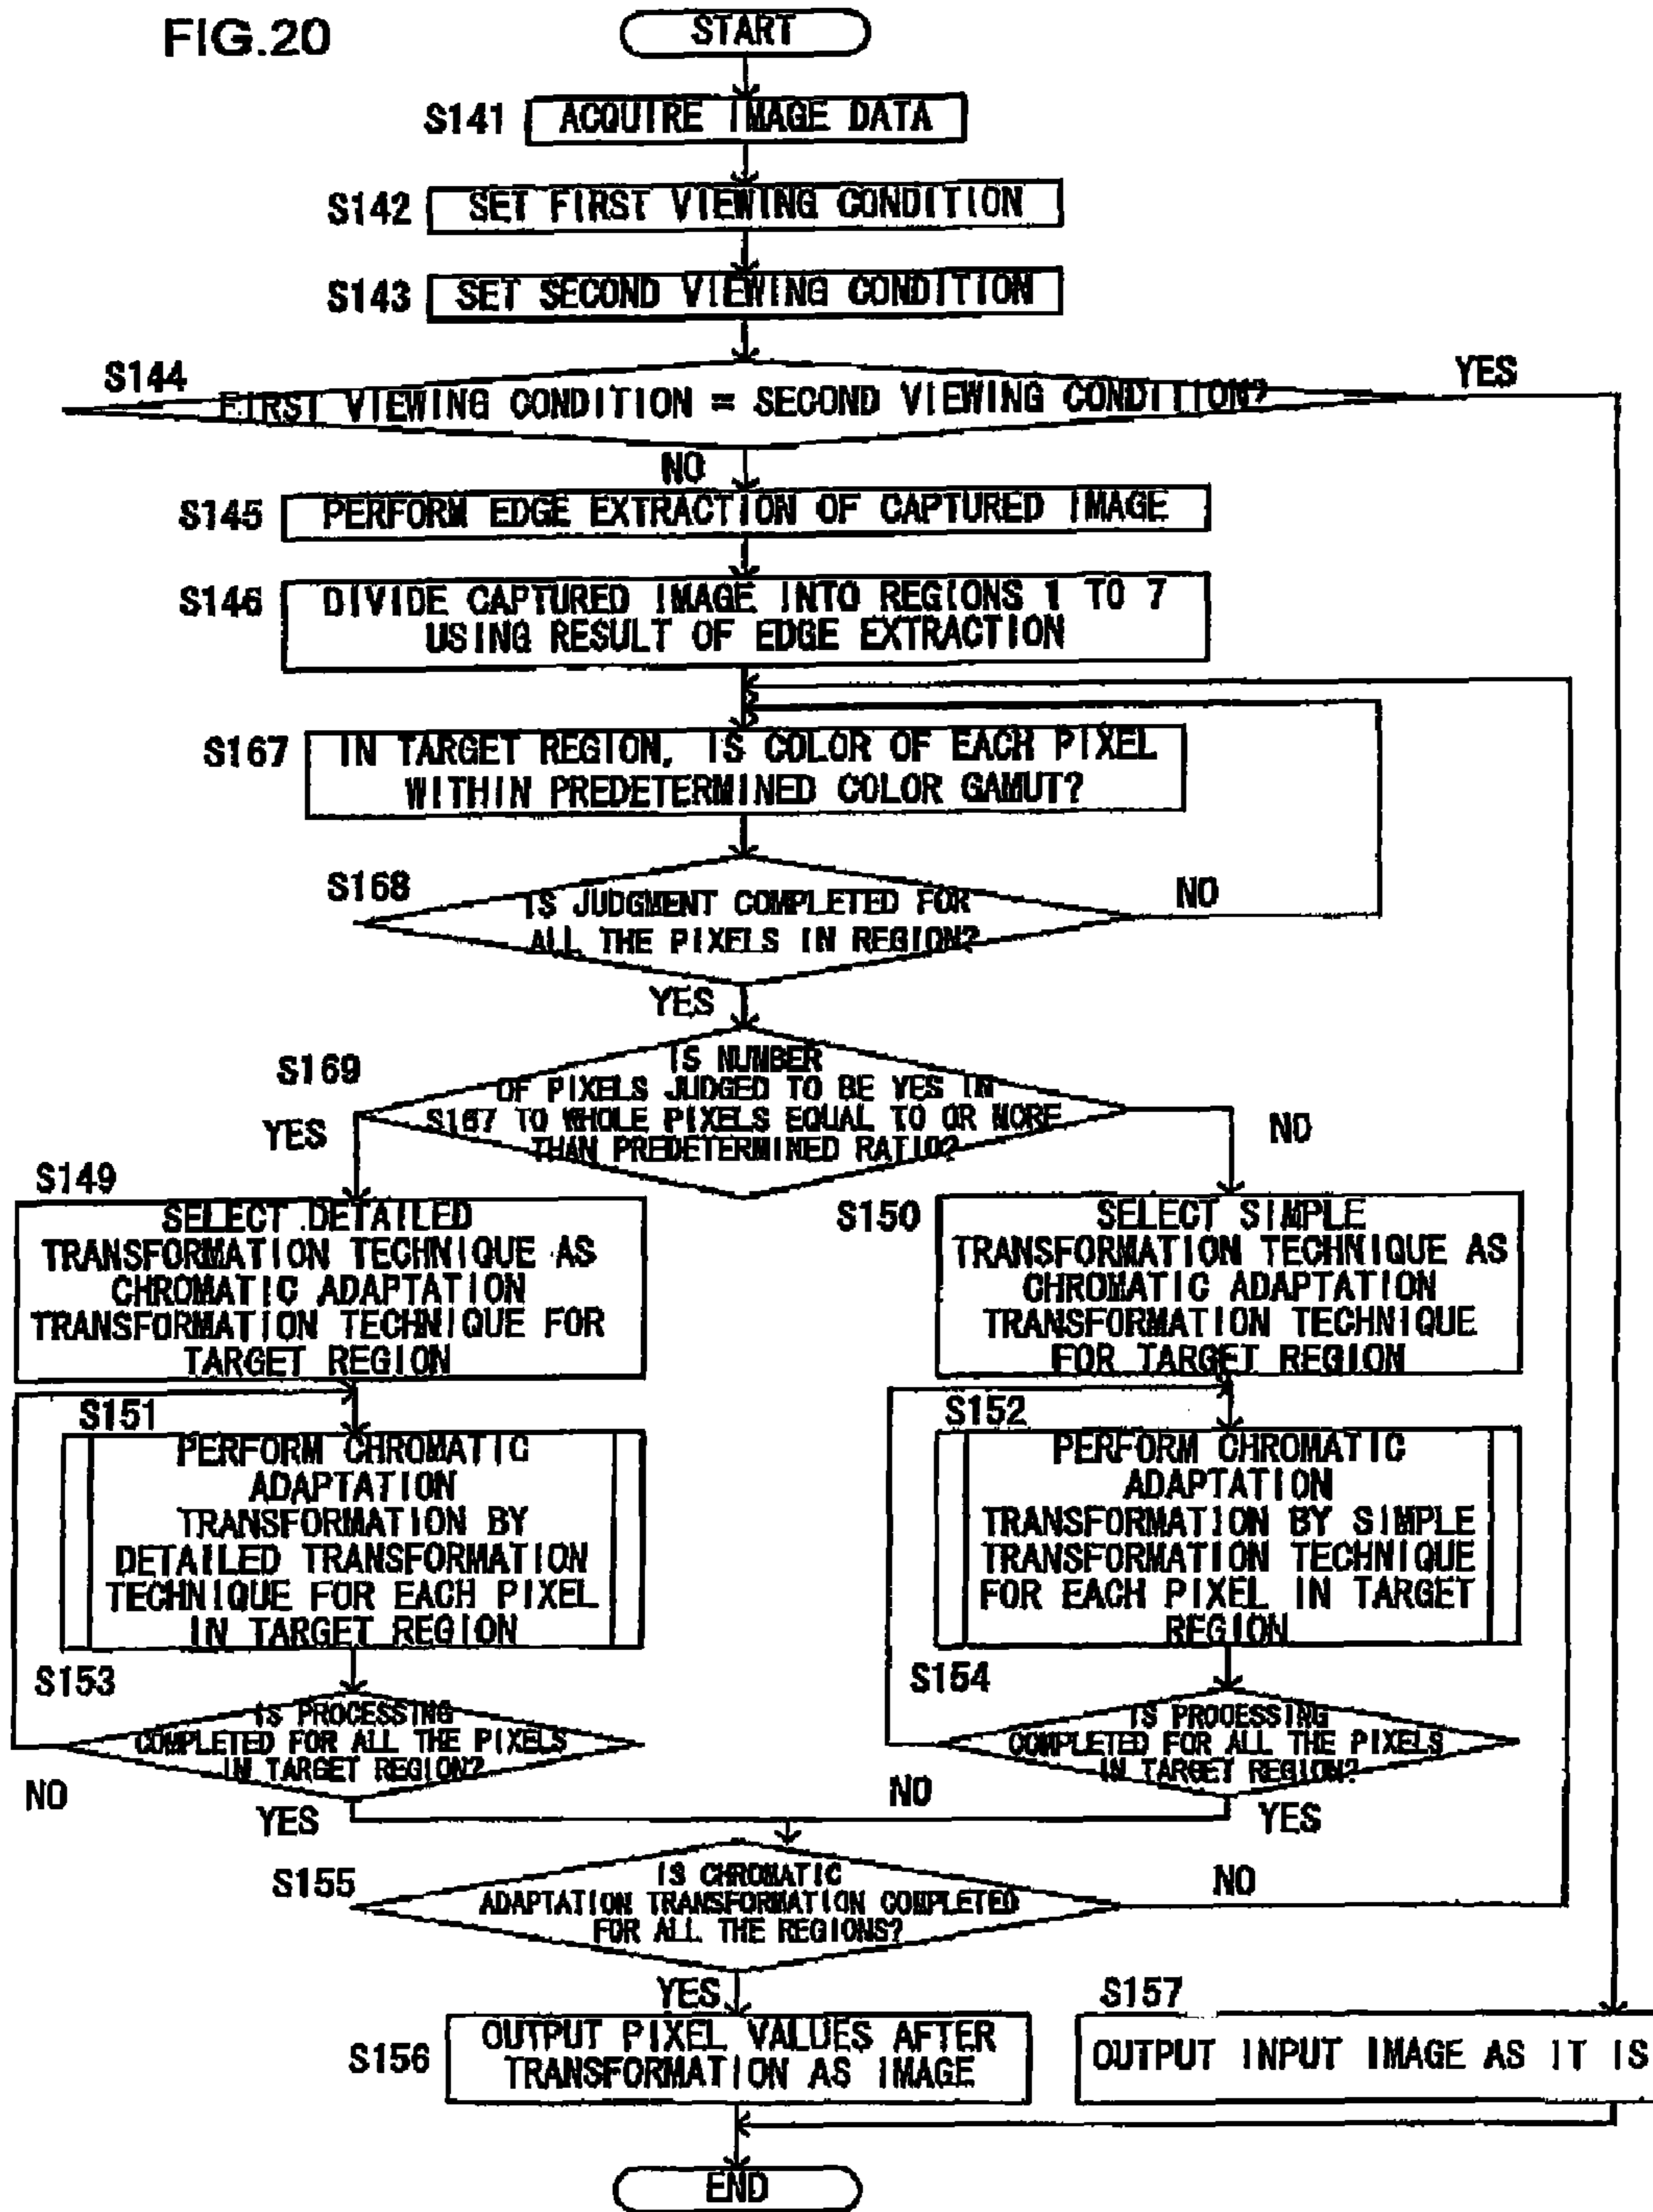 FIG.20
START
S141
ACQUIRE IMAGE DATA
S142
SET FIRST VIEWING CONDITION
S143
SET SECOND VIEWING CONDITION
S144
FIRST VIEWING CONDITION = SECOND VIEWING CONDITION?
YES
NO
S145
PERFORM EDGE EXTRACTION OF CAPTURED IMAGE
S146
DIVIDE CAPTURED IMAGE INTO REGIONS 1 TO 7
USING RESULT OF EDGE EXTRACTION
S167
IN TARGET REGION, IS COLOR OF EACH PIXEL
WITHIN PREDETERMINED COLOR GAMUT?
S168
IS JUDGMENT COMPLETED FOR
ALL THE PIXELS IN REGION?
NO
YES
S169
IS NUMBER
OF PIXELS JUDGED TO BE YES IN
S167 TO WHOLE PIXELS EQUAL TO OR MORE
THAN PREDETERMINED RATIO?
YES
NO
S149
SELECT DETAILED
TRANSFORMATION TECHNIQUE AS
CHROMATIC ADAPTATION
TRANSFORMATION TECHNIQUE FOR
TARGET REGION
S150
SELECT SIMPLE
TRANSFORMATION TECHNIQUE AS
CHROMATIC ADAPTATION
TRANSFORMATION TECHNIQUE
FOR TARGET REGION
S151
PERFORM CHROMATIC
ADAPTATION
TRANSFORMATION BY
DETAILED TRANSFORMATION
TECHNIQUE FOR EACH PIXEL
IN TARGET REGION
S152
PERFORM CHROMATIC
ADAPTATION
TRANSFORMATION BY SIMPLE
TRANSFORMATION TECHNIQUE
FOR EACH PIXEL IN TARGET
REGION
S153
IS PROCESSING
COMPLETED FOR ALL THE PIXELS
IN TARGET REGION?
NO
YES
S154
IS PROCESSING
COMPLETED FOR ALL THE PIXELS
IN TARGET REGION?
NO
YES
S155
IS CHROMATIC
ADAPTATION TRANSFORMATION COMPLETED
FOR ALL THE REGIONS?
NO
YES
S156
OUTPUT PIXEL VALUES AFTER
TRANSFORMATION AS IMAGE
S157
OUTPUT INPUT IMAGE AS IT IS
END